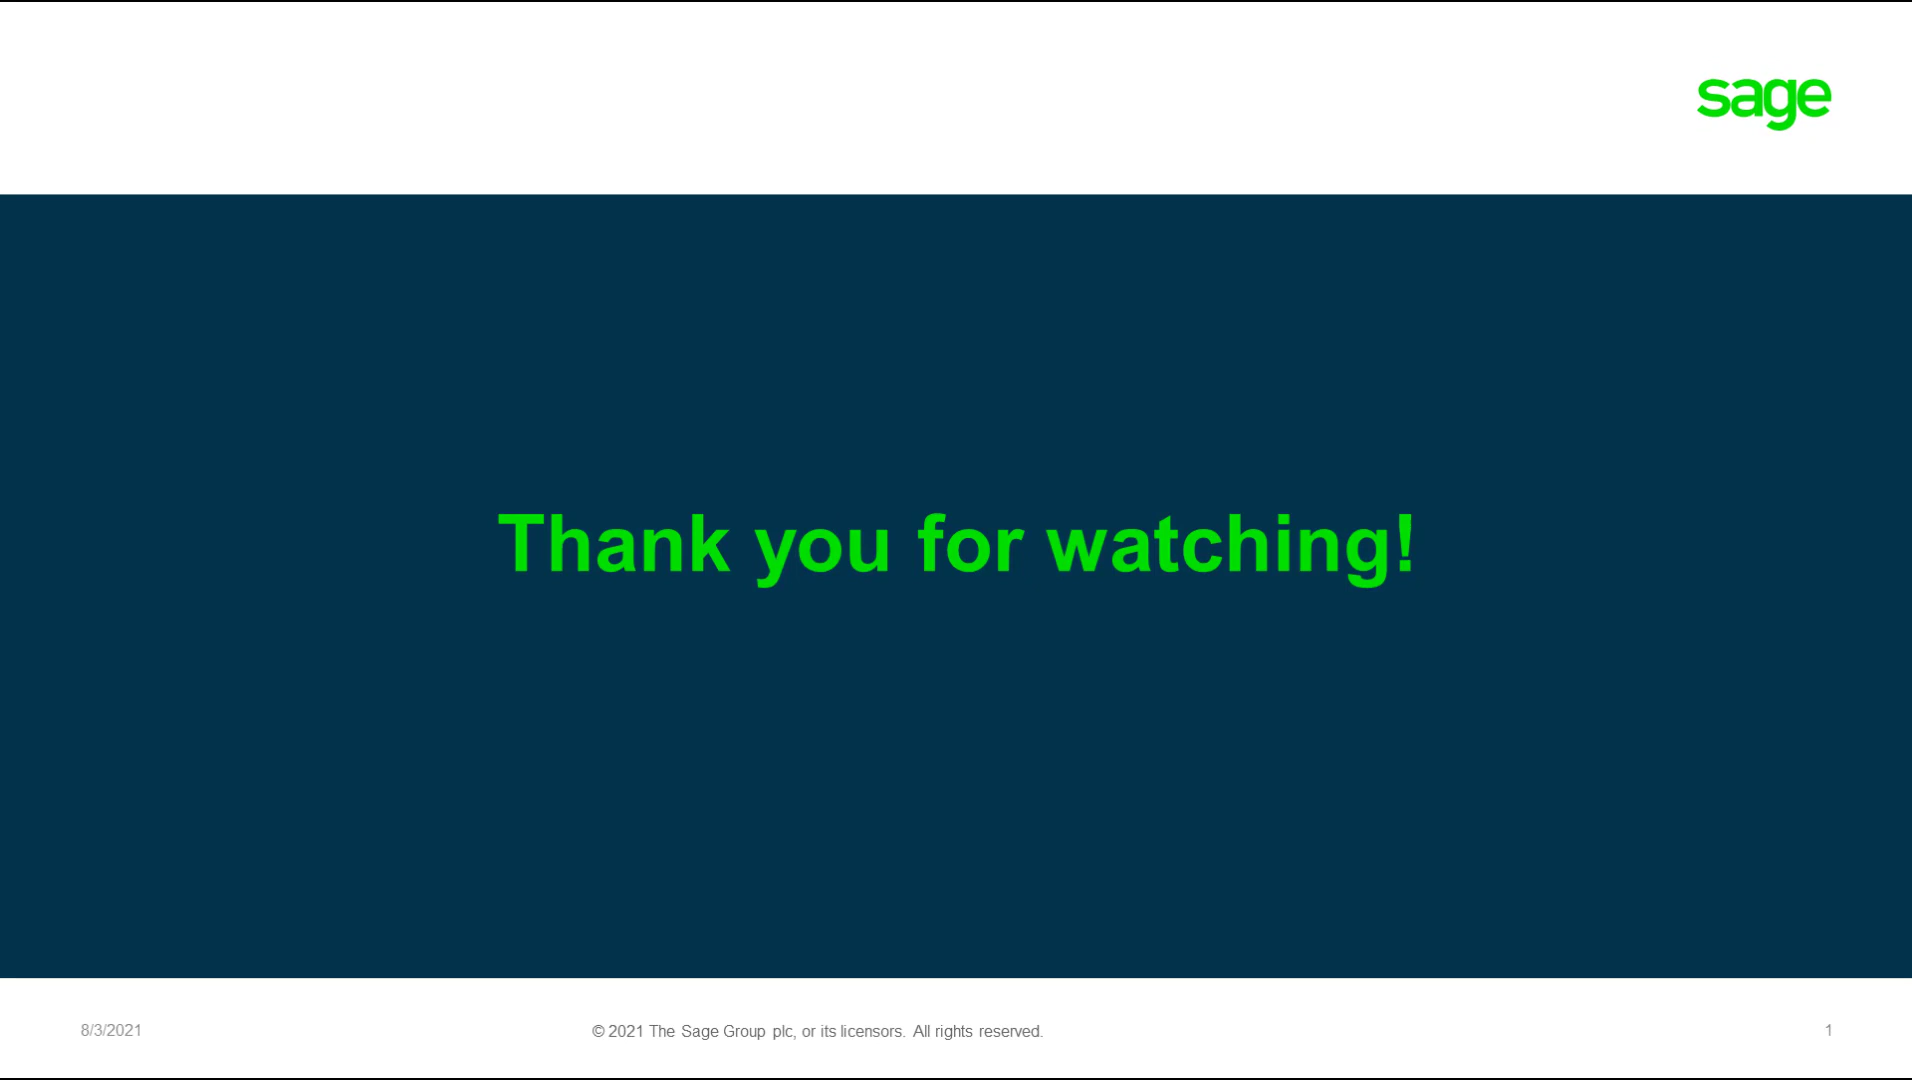 sage
Thank you for watching!
8/3/2021
© 2021 The Sage Group plc, or its licensors. All rights reserved.
1